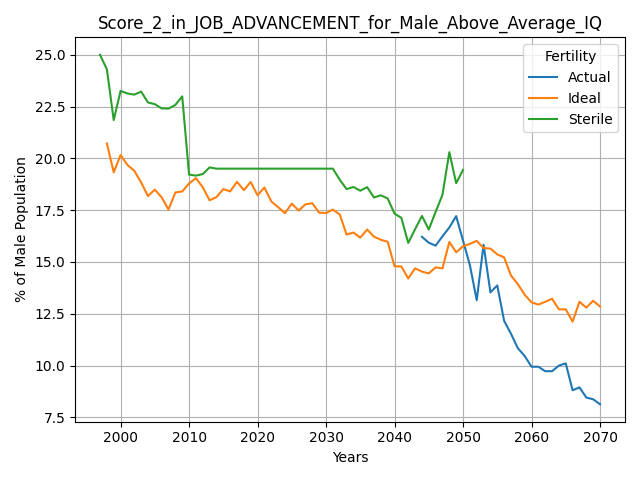 Score_2_in_JOB_ADVANCEMENT_for_Male_Above_Average_IQ
Fertility
Actual
Ideal
Sterile
% of Male Population
25.0
22.5
20.0
17.5
15.0
12.5
10.0
7.5
2000 2010 2020 2030 2040 2050 2060 2070
Years